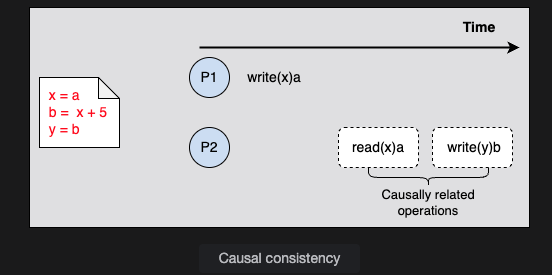 Time
P1
write(x)a
x = a
b = x + 5
y = b
P2
read(x)a
write(y)b
Causally related
operations
Causal consistency